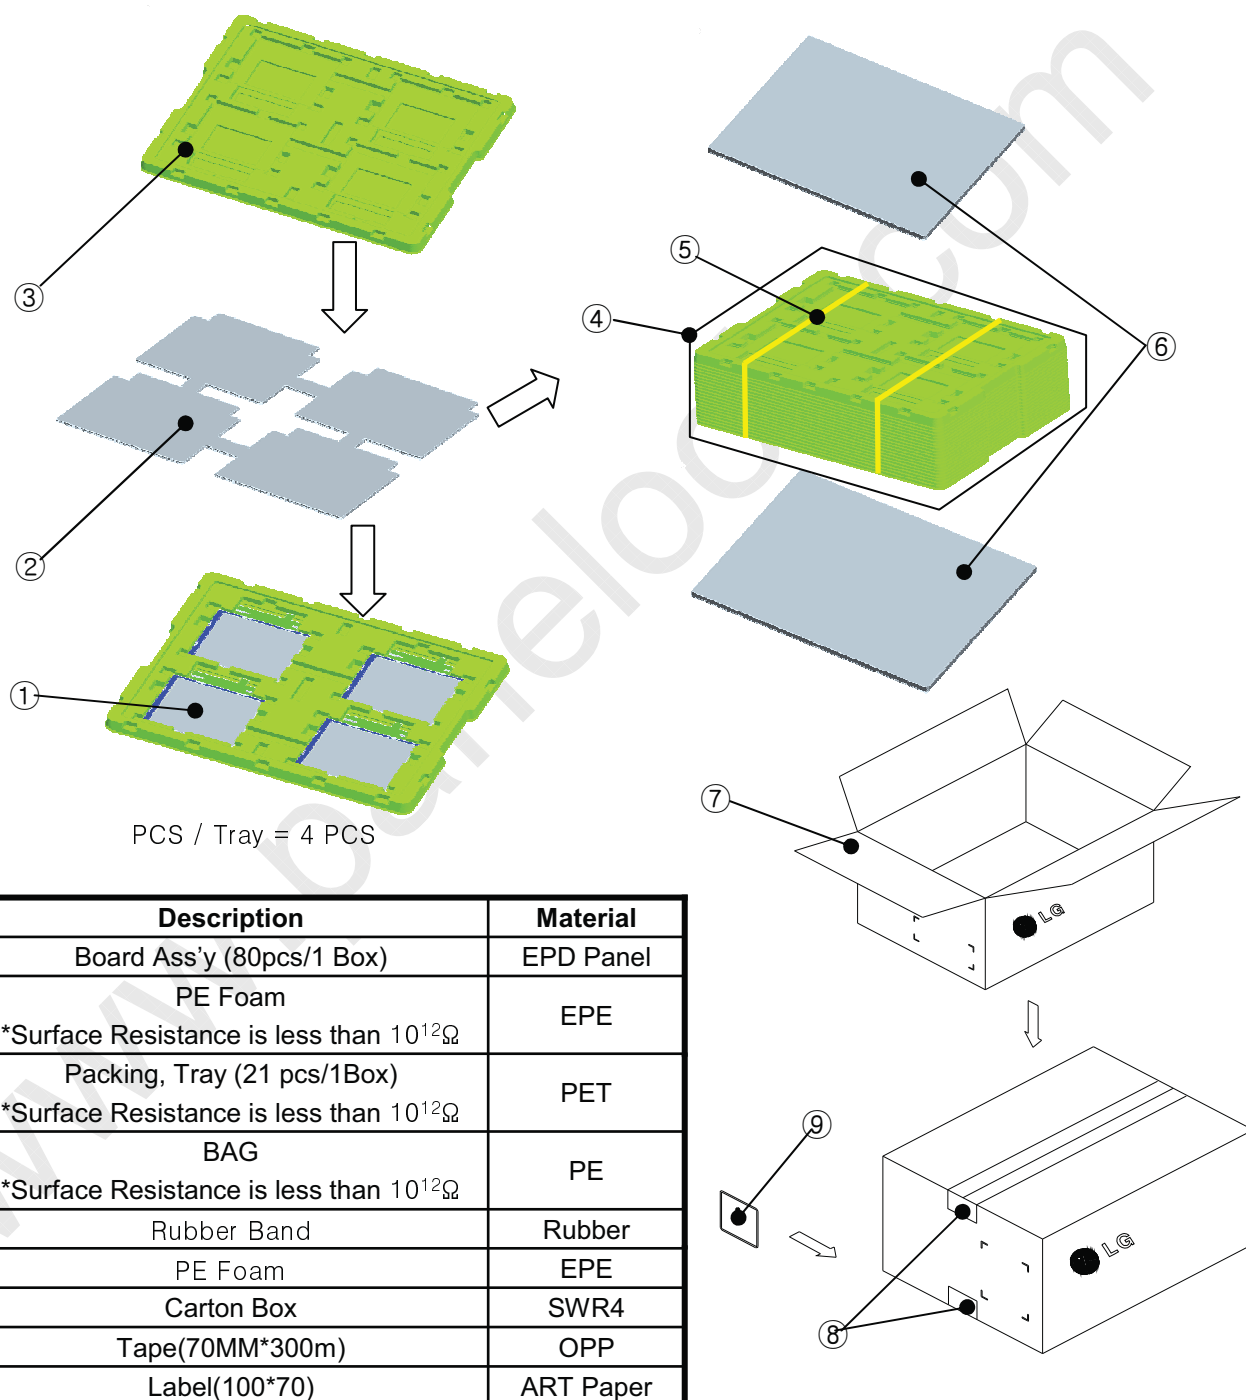 ③
②
①
④
⑤
⑥
⑦
⑧
⑨
PCS / Tray = 4 PCS
Description Material
Board Ass’y (80pcs/1 Box) EPD Panel
PE Foam
*Surface Resistance is less than 10¹²Ω
EPE
Packing, Tray (21 pcs/1Box)
*Surface Resistance is less than 10¹²Ω
PET
BAG
*Surface Resistance is less than 10¹²Ω
PE
Rubber Band Rubber
PE Foam EPE
Carton Box SWR4
Tape(70MM*300m) OPP
Label(100*70) ART Paper
LG
LG